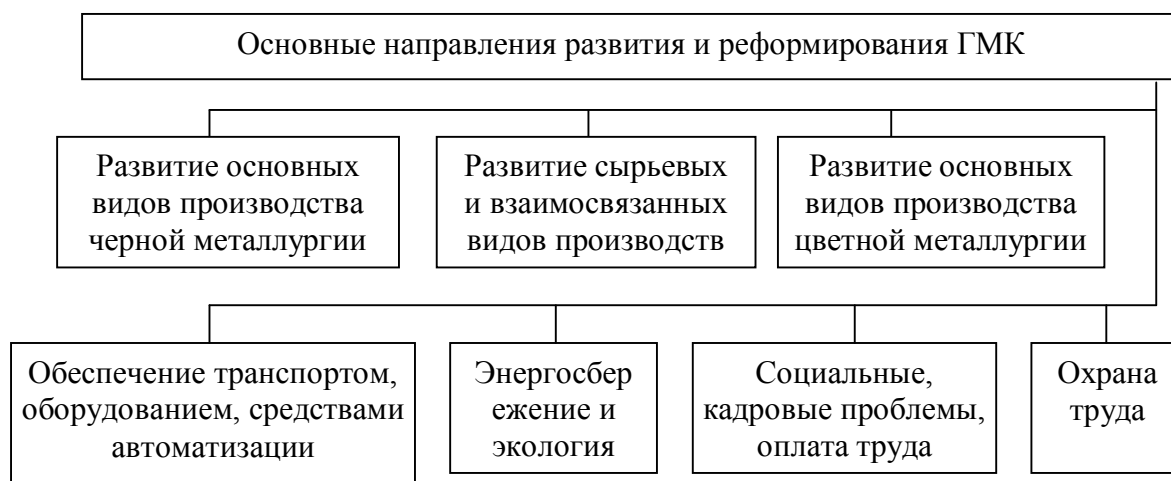 Основные направления развития и реформирования ГМК
Развитие основных
видов производства
черной металлургии
Развитие сырьевых
и взаимосвязанных
видов производств
Развитие основных
видов производства
цветной металлургии
Обеспечение транспортом,
оборудованием, средствами
автоматизации
Энергосбер
ежение и
экология
Социальные,
кадровые проблемы,
оплата труда
Охрана
труда